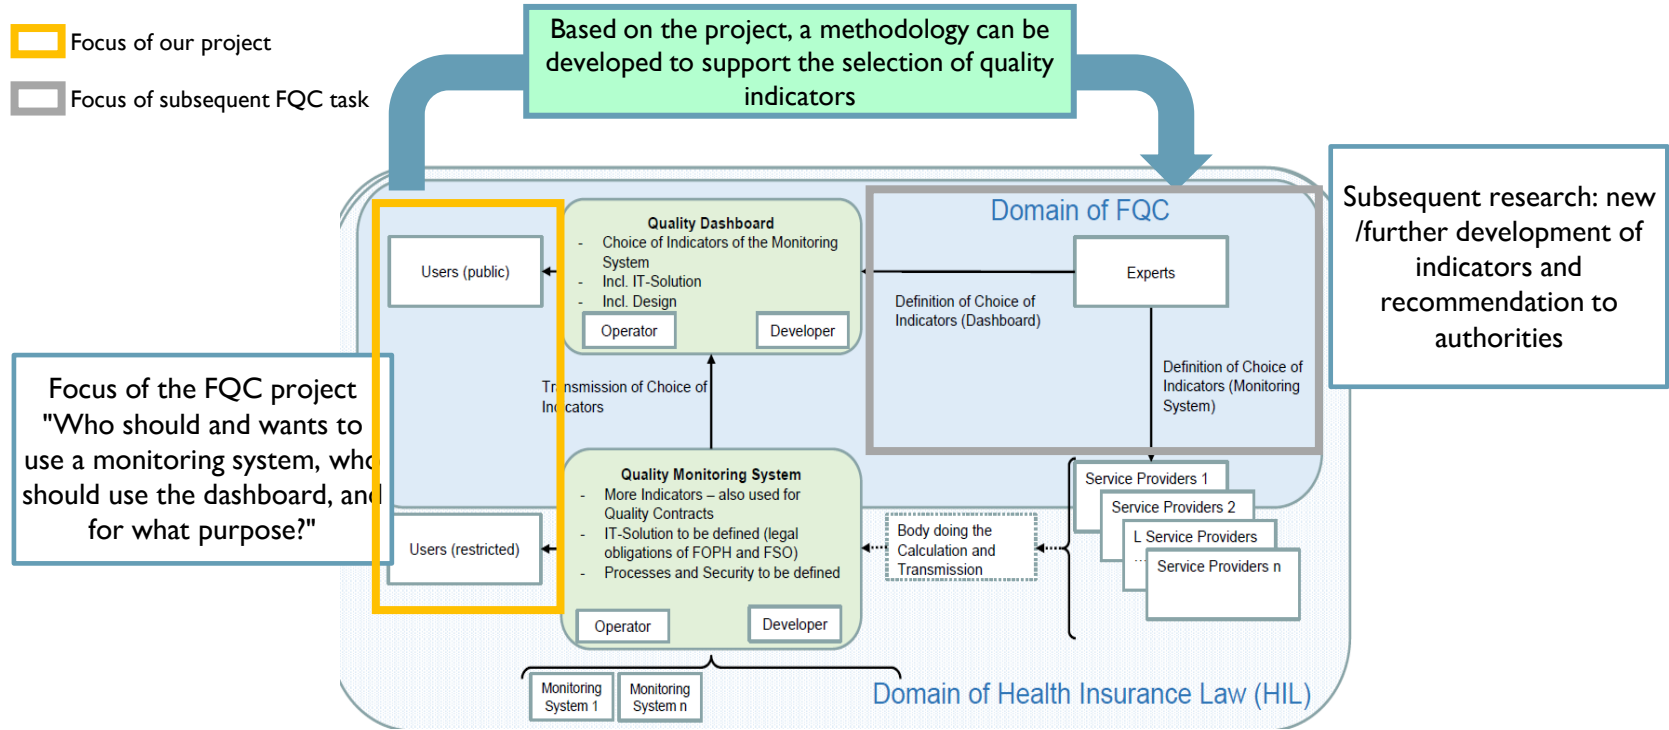 Focus of our project
Focus of subsequent FQC task
Based on the project, a methodology can be
developed to support the selection of quality
indicators
Subsequent research: new
/further development of
indicators and
recommendation to
authorities
Focus of the FQC project
"Who should and wants to
use a monitoring system, who
should use the dashboard, and
for what purpose?"
Domain of FQC
Users (public)
Quality Dashboard
- Choice of Indicators of the Monitoring
System
- Incl. IT-Solution
- Incl. Design
Operator
Developer
Experts
Definition of Choice of
Indicators (Dashboard)
Definition of Choice of
Indicators (Monitoring
System)
Transmission of Choice of
Indicators
Quality Monitoring System
- More Indicators – also used for
Quality Contracts
- IT-Solution to be defined (legal
obligations of FOPH and FSO)
- Processes and Security to be defined
Operator
Developer
Users (restricted)
Body doing the
Calculation and
Transmission
Service Providers 1
Service Providers 2
L Service Providers
...
Service Providers n
Monitoring
System 1
Monitoring
System n
Domain of Health Insurance Law (HIL)